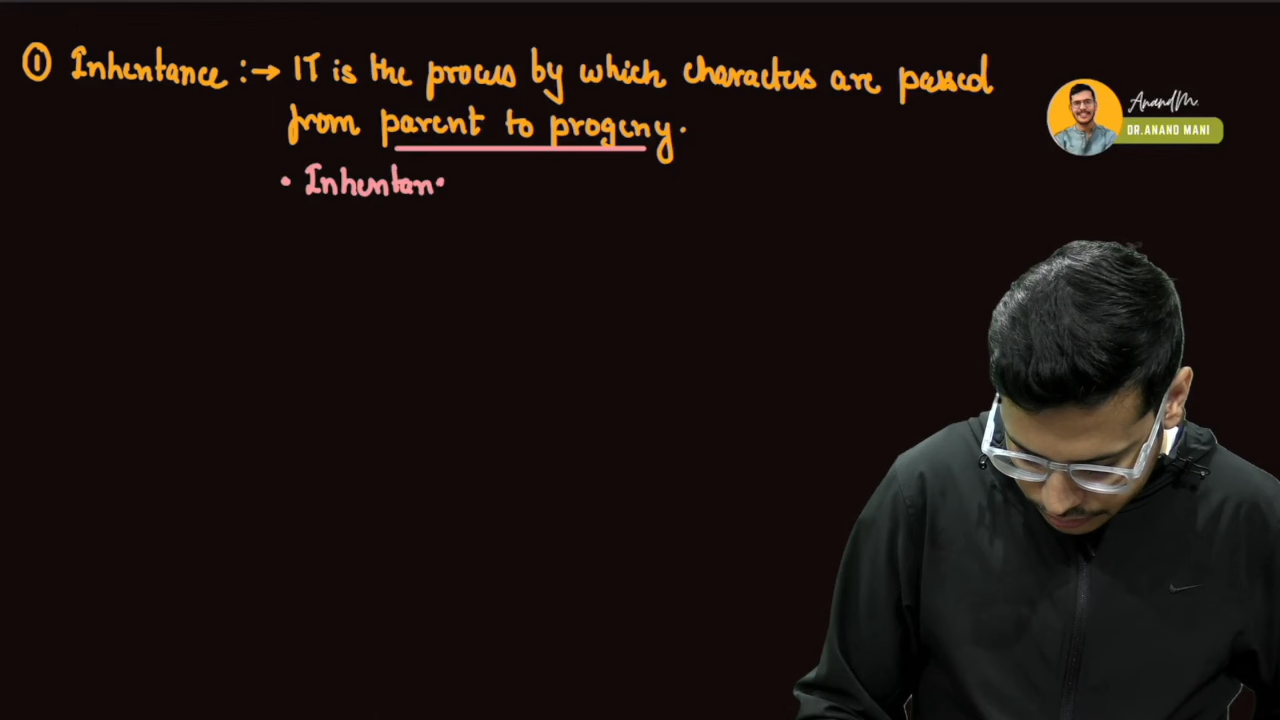 ① Inheritance :→ IT is the process by which characters are passed
from parent to progeny.
• Inheritan
AnandM.
DR.ANAND MANI